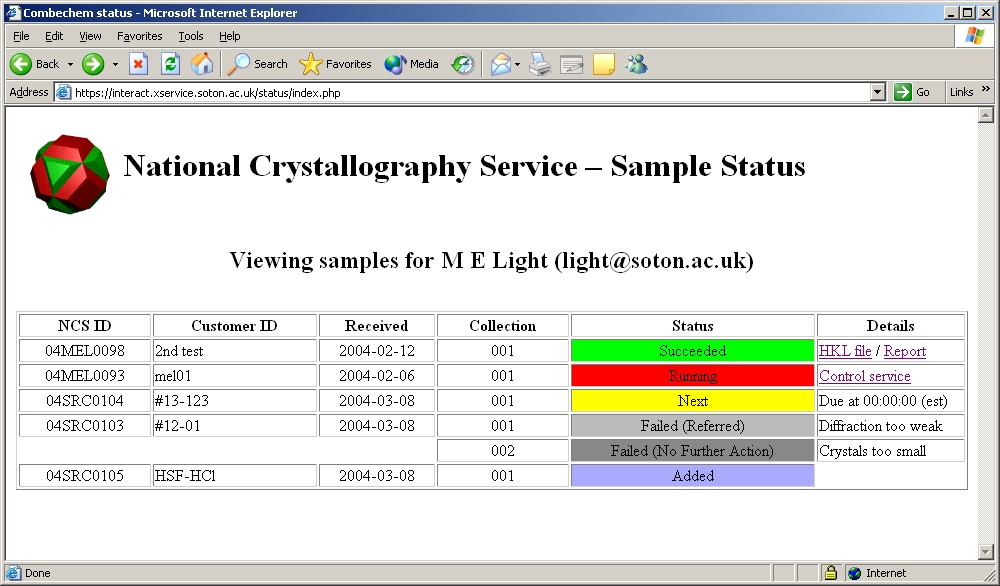 Combechem status - Microsoft Internet Explorer
File Edit View Favorites Tools Help
Back Search Favorites Media
Address https://interact.xservice.soton.ac.uk/status/index.php Go Links »
National Crystallography Service – Sample Status
Viewing samples for M E Light (light@soton.ac.uk)
NCS ID Customer ID Received Collection Status Details
04MEL0098 2nd test 2004-02-12 001 Succeeded HKL file / Report
04MEL0093 mel01 2004-02-06 001 Running Control service
04SRC0104 #13-123 2004-03-08 001 Next Due at 00:00:00 (est)
04SRC0103 #12-01 2004-03-08 001 Failed (Referred) Diffraction too weak
002 Failed (No Further Action) Crystals too small
04SRC0105 HSF-HCl 2004-03-08 001 Added
Done Internet